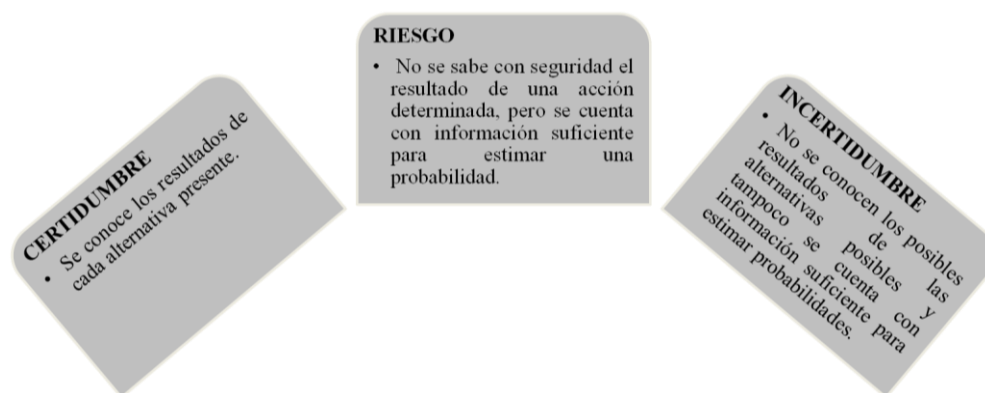 CERTIDUMBRE
• Se conoce los resultados de
cada alternativa presente.
RIESGO
• No se sabe con seguridad el
resultado de una acción
determinada, pero se cuenta
con información suficiente
para estimar una
probabilidad.
INCERTIDUMBRE
• No se conocen los posibles
resultados de las
alternativas posibles y
tampoco se cuenta con
información suficiente para
estimar probabilidades.